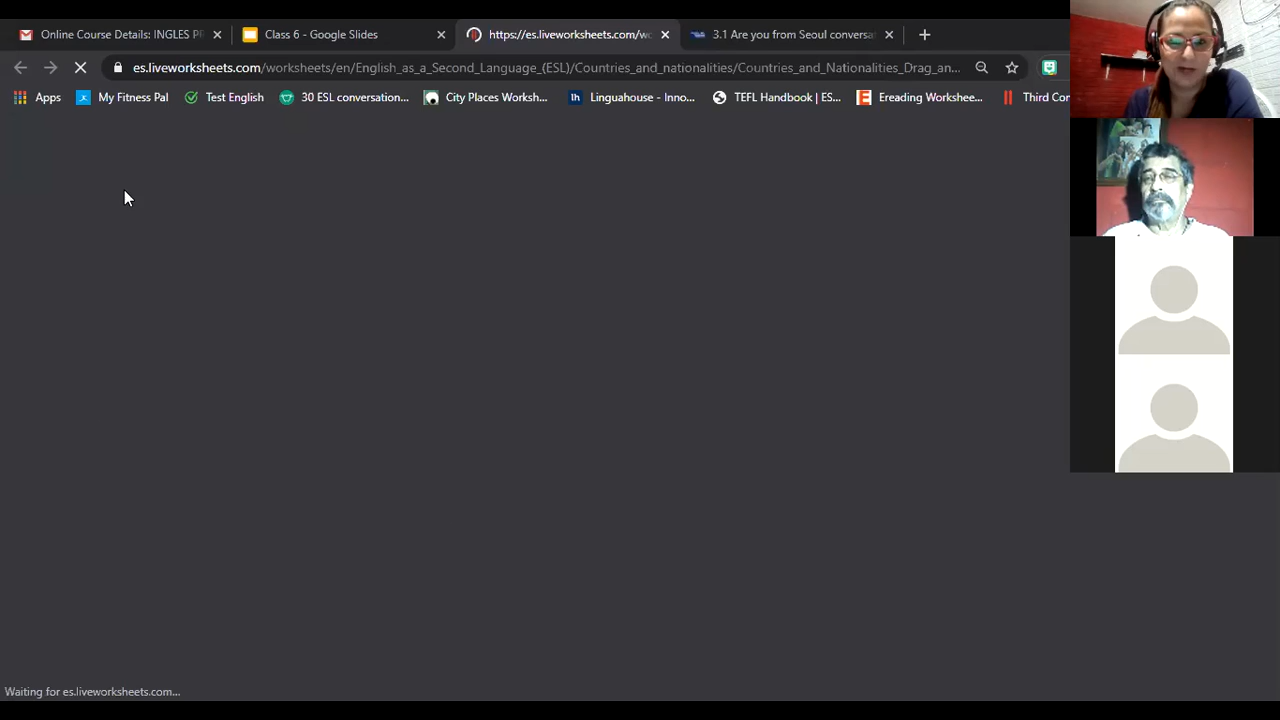 Online Course Details: INGLES P
Class 6 - Google Slides
https://es.liveworksheets.com/wo
3.1 Are you from Seoul conversa
es.liveworksheets.com/worksheets/en/English_as_a_Second_Language_(ESL)/Countries_and_nationalities/Countries_and_Nationalities_Drag_an...
Apps
My Fitness Pal
Test English
30 ESL conversation...
City Places Worksh...
Linguahouse - Inno...
TEFL Handbook | ES...
Ereading Workshee...
Third Con
Waiting for es.liveworksheets.com...